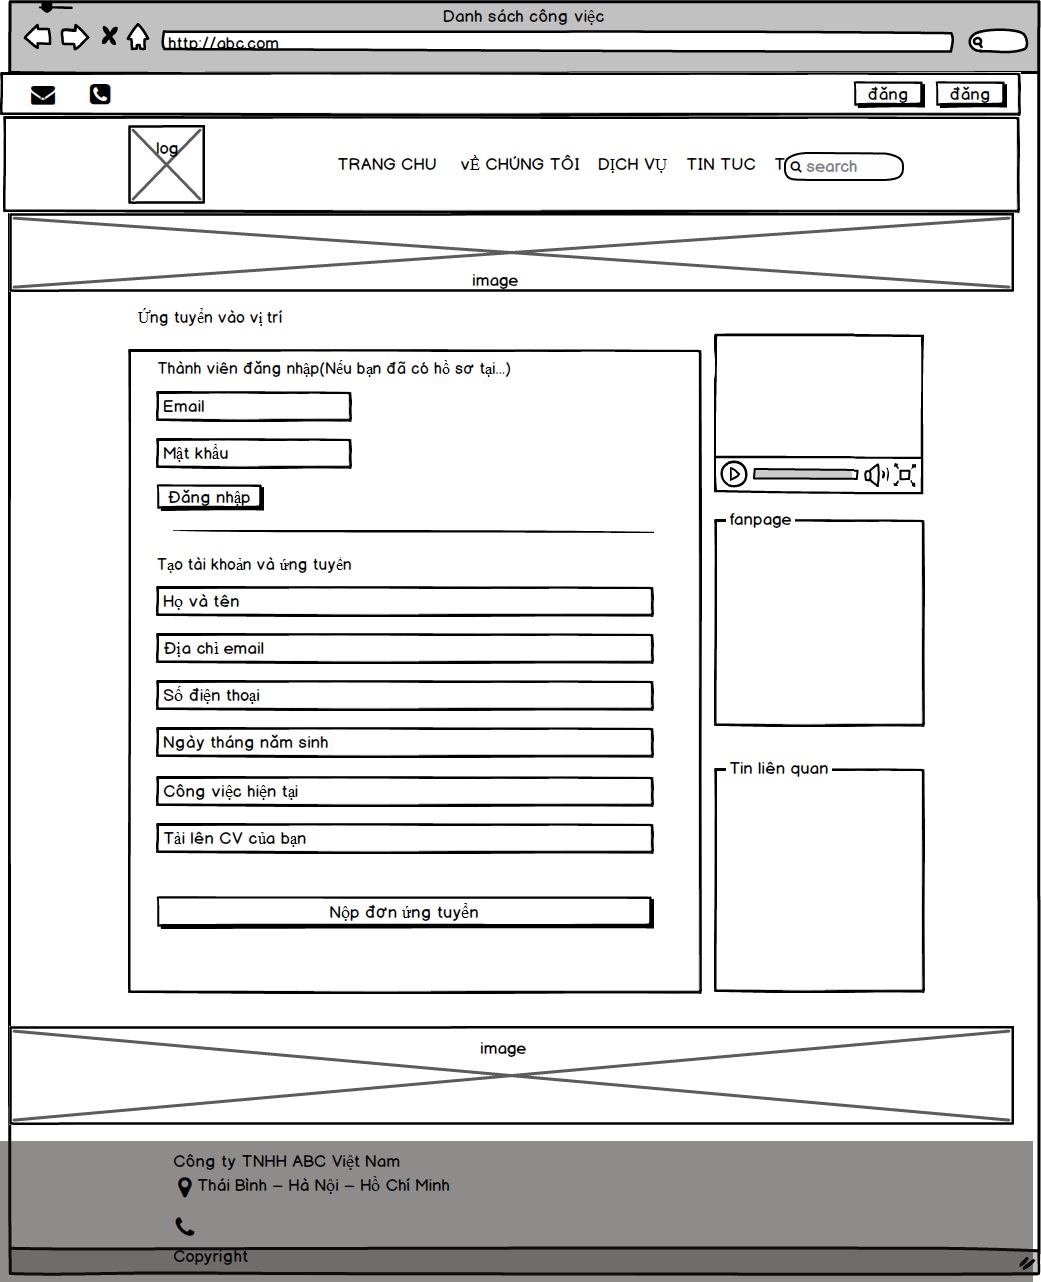 Danh sách công việc
http://abc.com
đăng đăng
log
TRANG CHU vỀ CHÚNG TÔI DỊCH VỤ TIN TUC T search
image
Ứng tuyển vào vị trí
Thành viên đăng nhập(Nếu bạn đã có hồ sơ tại...)
Email
Mật khẩu
Đăng nhập
Tạo tài khoản và ứng tuyển
Họ và tên
Địa chỉ email
Số điện thoại
Ngày tháng năm sinh
Công việc hiện tại
Tải lên CV của bạn
Nộp đơn ứng tuyển
fanpage
Tin liên quan
image
Công ty TNHH ABC Việt Nam
Thái Bình – Hà Nội – Hồ Chí Minh
Copyright